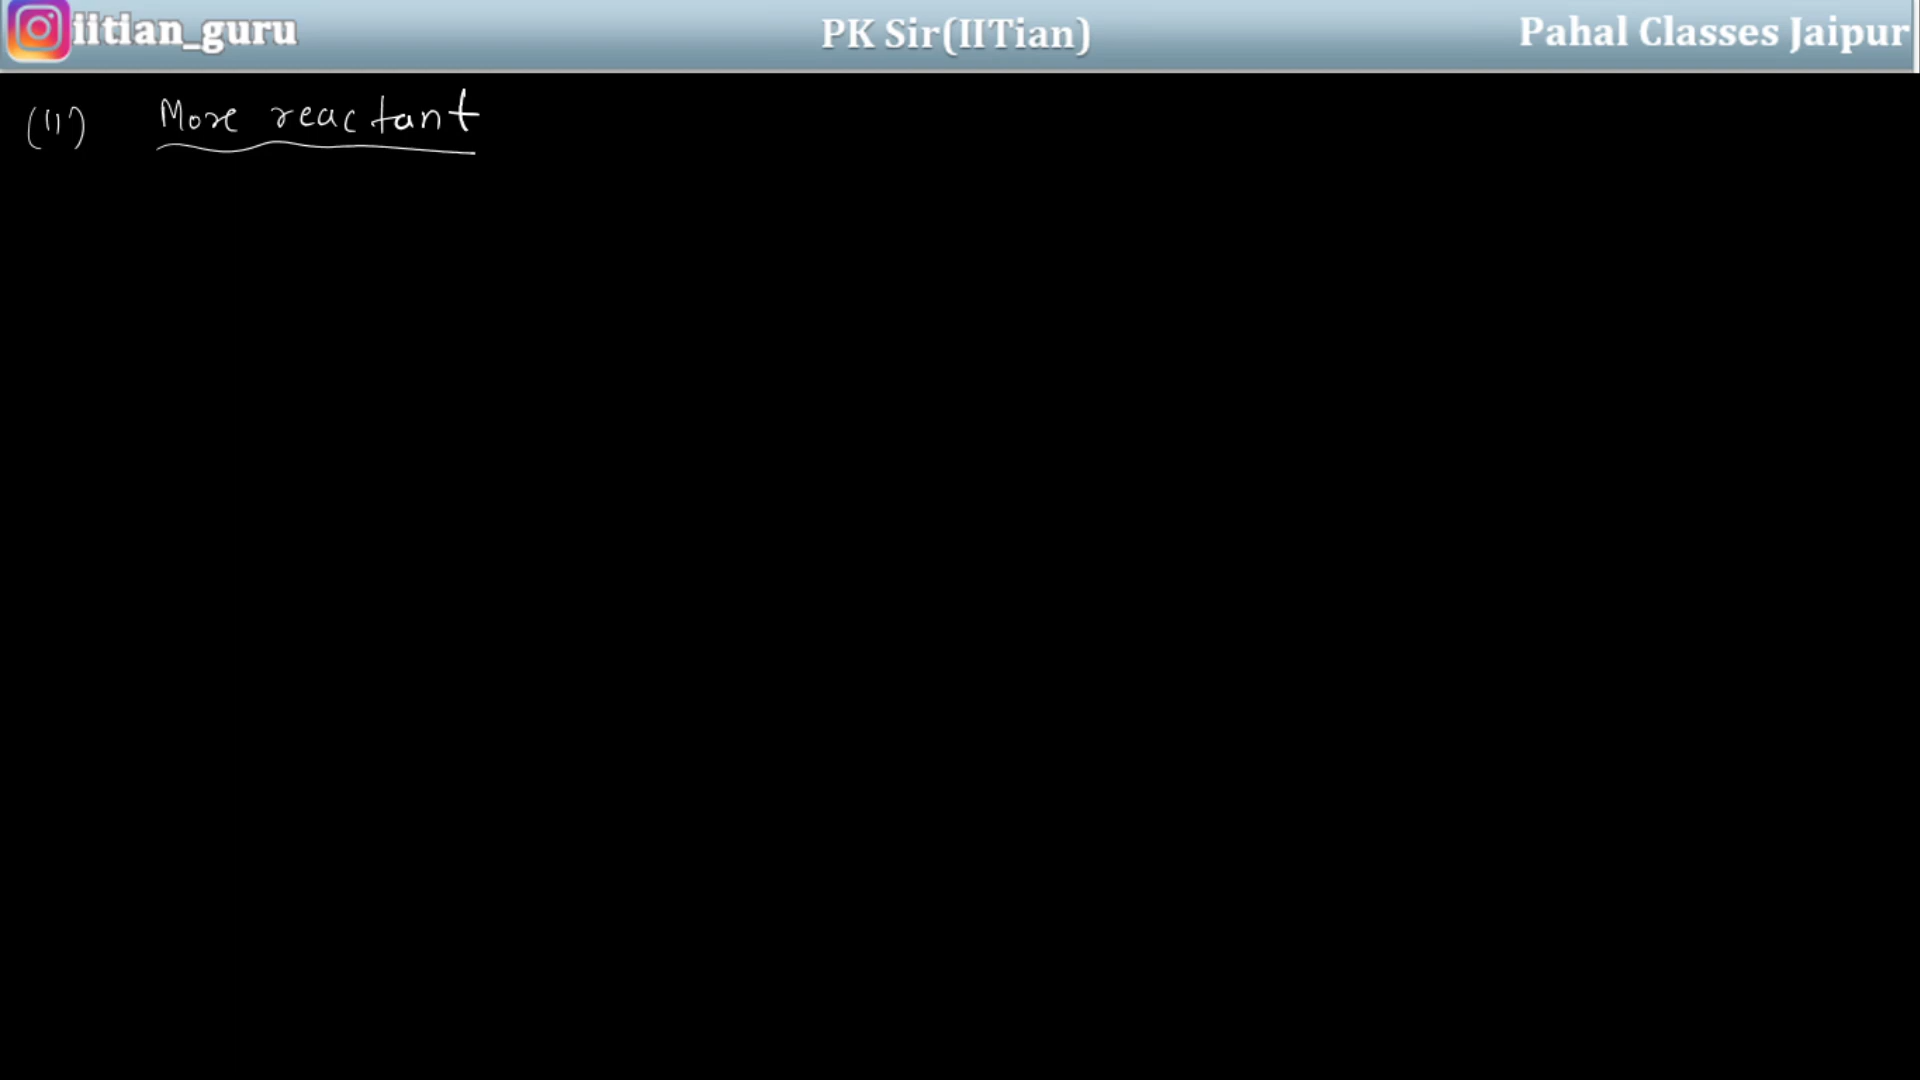 iitian_guru
PK Sir(IITian)
Pahal Classes Jaipur
(11) More reactant